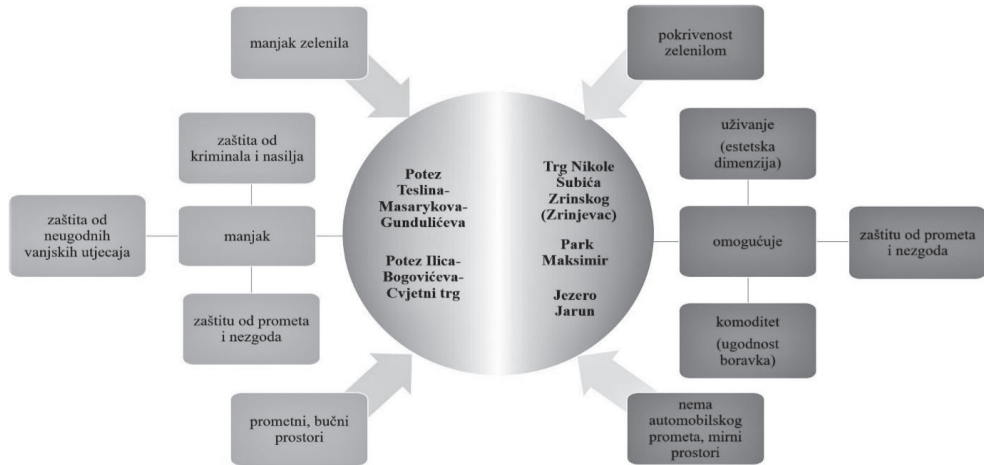 manjak zelenila
pokrivenost
zelenilom
zaštita od
kriminala i nasilja
zaštita od
neugodnih
vanjskih utjecaja
manjak
zaštitu od prometa
i nezgoda
prometni, bučni
prostori
Potez
Teslina-
Masarykova-
Gundulićeva
Potez Ilica-
Bogovićeva-
Cvjetni trg
Trg Nikole
Šubića
Zrinskog
(Zrinjevac)
Park
Maksimir
Jezero
Jarun
uživanje
(estetska
dimenzija)
omogućuje
zaštitu od prometa
i nezgoda
komoditet
(ugodnost
boravka)
nema
automobilskog
prometa, mirni
prostori